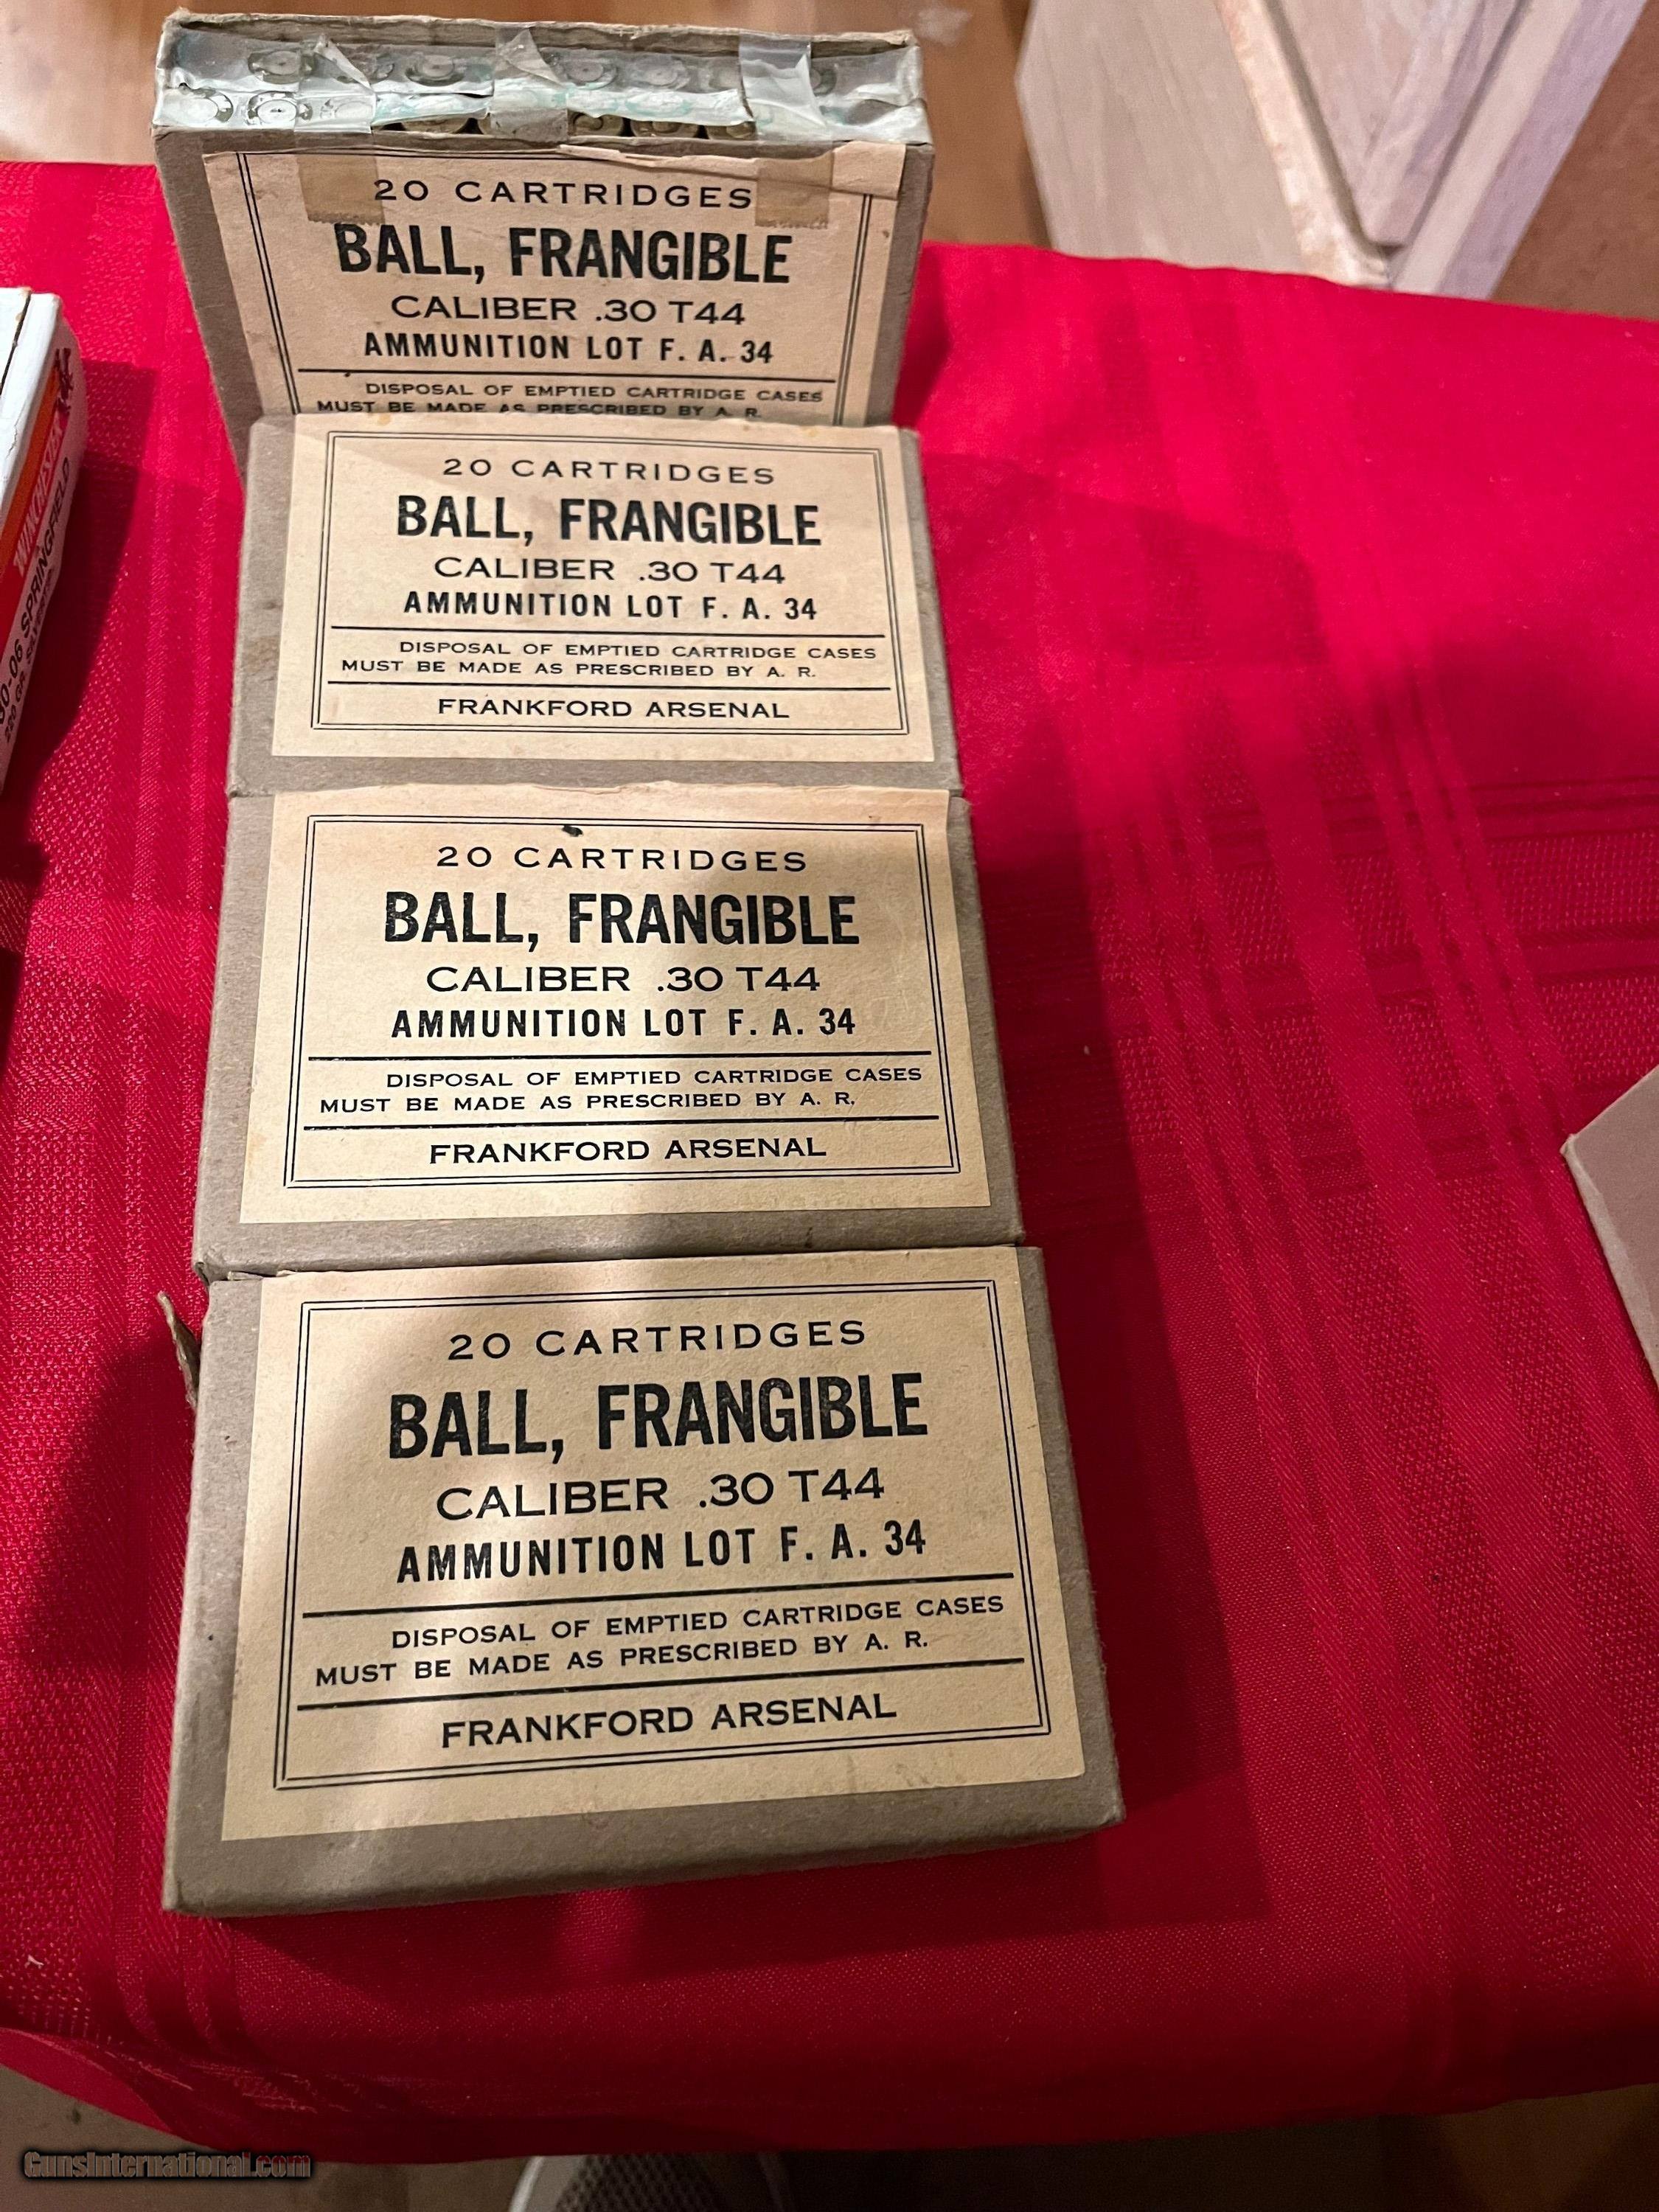 20 CARTRIDGES
BALL, FRANGIBLE
CALIBER .30 T44
AMMUNITION LOT F. A. 34
DISPOSAL OF EMPTIED CARTRIDGE CASES
MUST BE MADE AS PRESCRIBED BY A. R.
20 CARTRIDGES
BALL, FRANGIBLE
CALIBER .30 T44
AMMUNITION LOT F. A. 34
DISPOSAL OF EMPTIED CARTRIDGE CASES
MUST BE MADE AS PRESCRIBED BY A. R.
FRANKFORD ARSENAL
20 CARTRIDGES
BALL, FRANGIBLE
CALIBER .30 T44
AMMUNITION LOT F. A. 34
DISPOSAL OF EMPTIED CARTRIDGE CASES
MUST BE MADE AS PRESCRIBED BY A. R.
FRANKFORD ARSENAL
20 CARTRIDGES
BALL, FRANGIBLE
CALIBER .30 T44
AMMUNITION LOT F. A. 34
DISPOSAL OF EMPTIED CARTRIDGE CASES
MUST BE MADE AS PRESCRIBED BY A. R.
FRANKFORD ARSENAL
WINCHESTER
30-06 SPRINGFIELD
GunsInternational.com